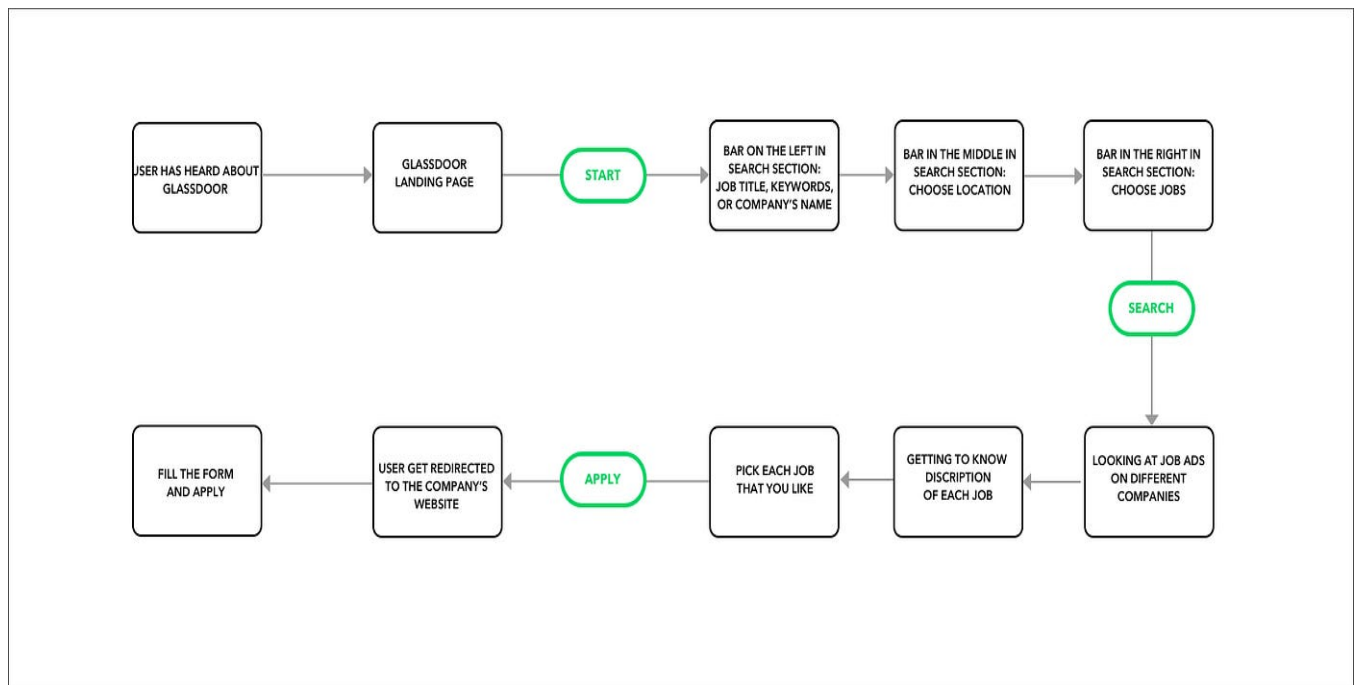 USER HAS HEARD ABOUT
GLASSDOOR
GLASSDOOR
LANDING PAGE
START
BAR ON THE LEFT IN
SEARCH SECTION:
JOB TITLE, KEYWORDS,
OR COMPANY'S NAME
BAR IN THE MIDDLE IN
SEARCH SECTION:
CHOOSE LOCATION
BAR IN THE RIGHT IN
SEARCH SECTION:
CHOOSE JOBS
SEARCH
LOOKING AT JOB ADS
ON DIFFERENT
COMPANIES
GETTING TO KNOW
DISCRIPTION
OF EACH JOB
PICK EACH JOB
THAT YOU LIKE
APPLY
USER GET REDIRECTED
TO THE COMPANY'S
WEBSITE
FILL THE FORM
AND APPLY